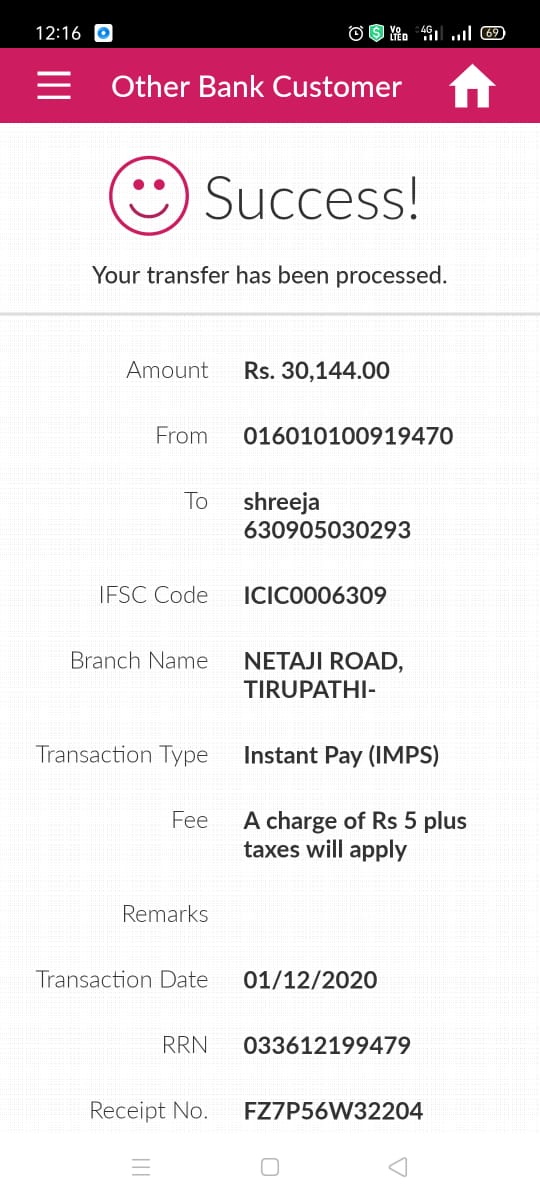 12:16
Vo
LTED
4G
69
Other Bank Customer
Success!
Your transfer has been processed.
Amount Rs. 30,144.00
From 016010100919470
To shreeja
630905030293
IFSC Code ICIC0006309
Branch Name NETAJI ROAD,
TIRUPATHI-
Transaction Type Instant Pay (IMPS)
Fee A charge of Rs 5 plus
taxes will apply
Remarks
Transaction Date 01/12/2020
RRN 033612199479
Receipt No. FZ7P56W32204